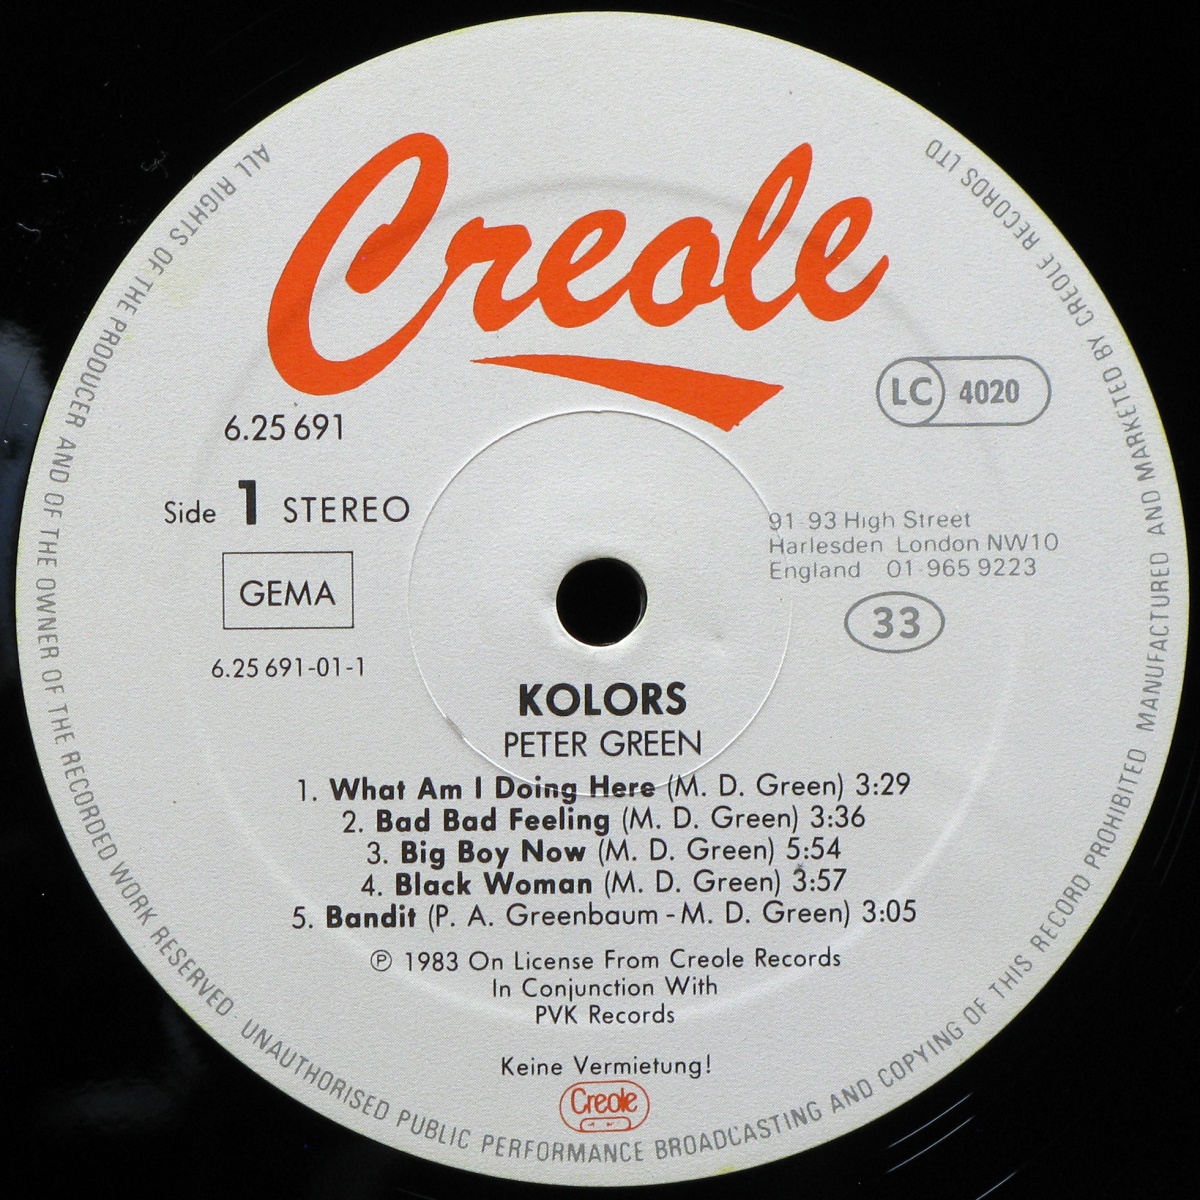 Creole
6.25 691
LC 4020
Side 1 STEREO
GEMA
6.25 691-01-1
91-93 High Street
Harlesden London NW10
England 01-965 9223
33
KOLORS
PETER GREEN
1. What Am I Doing Here (M. D. Green) 3:29
2. Bad Bad Feeling (M. D. Green) 3:36
3. Big Boy Now (M. D. Green) 5:54
4. Black Woman (M. D. Green) 3:57
5. Bandit (P. A. Greenbaum - M. D. Green) 3:05
℗ 1983 On License From Creole Records
In Conjunction With
PVK Records
Keine Vermietung!
Creole
ALL RIGHTS OF THE PRODUCER AND OF THE OWNER OF THE RECORDED WORK RESERVED · UNAUTHORISED PUBLIC PERFORMANCE BROADCASTING AND COPYING OF THIS RECORD PROHIBITED MANUFACTURED AND MARKETED BY CREOLE RECORDS LTD